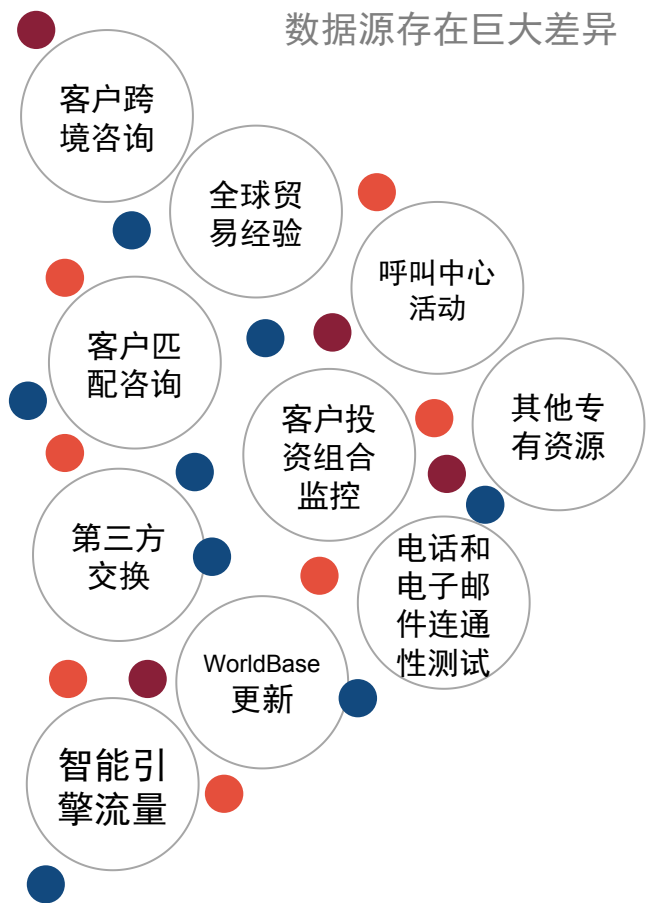 数据源存在巨大差异
客户跨
境咨询
全球贸
易经验
呼叫中心
活动
客户匹
配咨询
客户投
资组合
监控
其他专
有资源
第三方
交换
电话和
电子邮
件连通
性测试
WorldBase
更新
智能引
擎流量